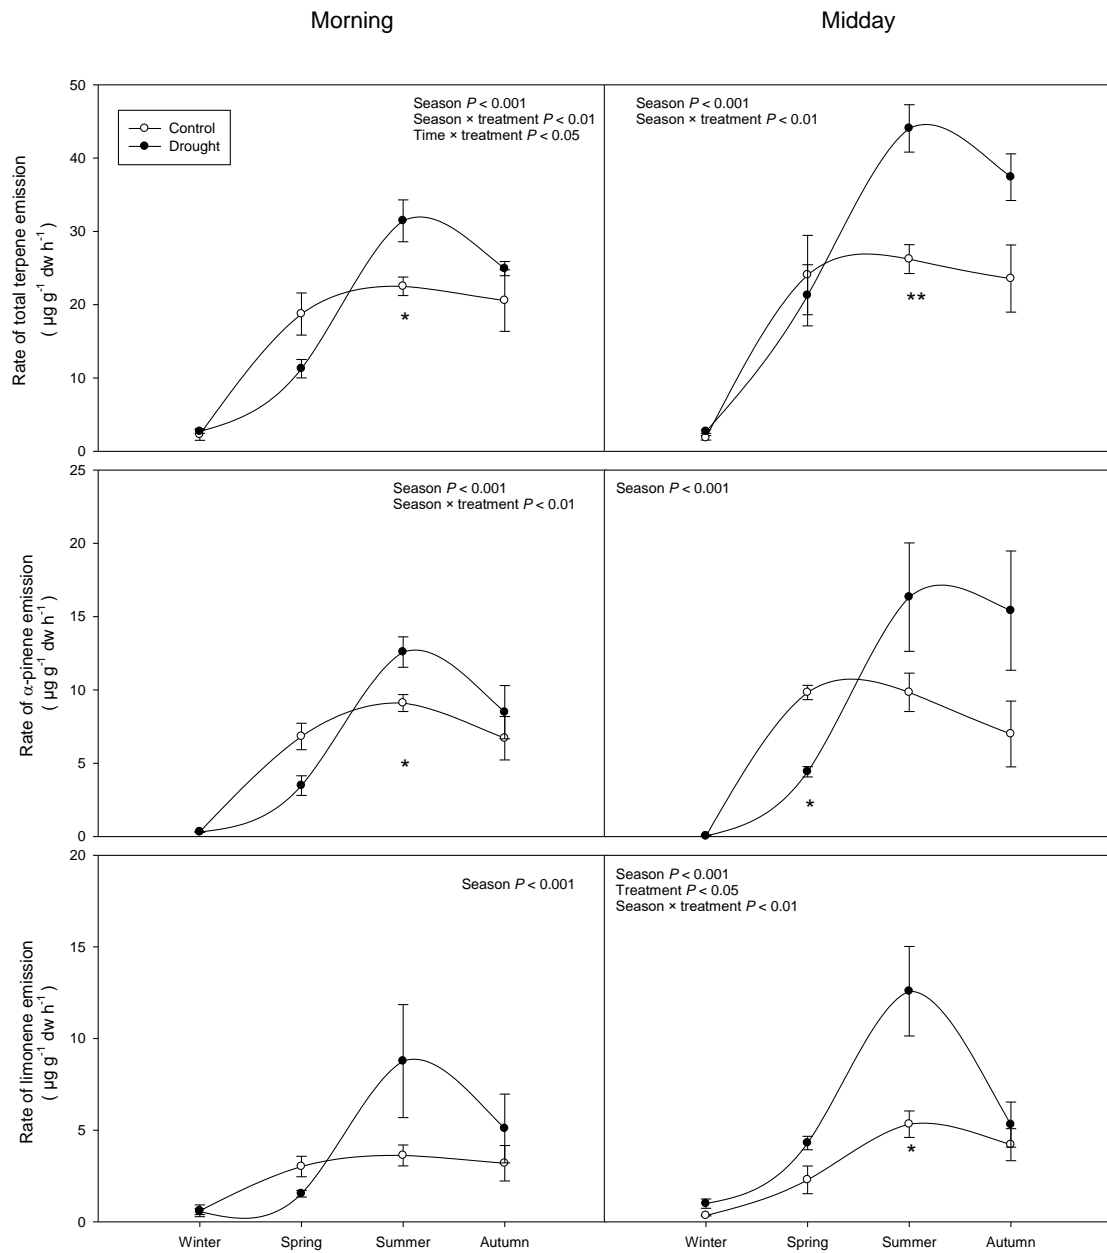 Morning
Midday
Rate of total terpene emission
( µg g-1 dw h-1)
50
40
30
20
10
0
Control
Drought
Season P < 0.001
Season × treatment P < 0.01
Time × treatment P < 0.05
*
Season P < 0.001
Season × treatment P < 0.01
**
Rate of α-pinene emission
( µg g-1 dw h-1)
25
20
15
10
5
0
Season P < 0.001
Season × treatment P < 0.01
*
Season P < 0.001
*
Rate of limonene emission
( µg g-1 dw h-1)
20
15
10
5
0
Season P < 0.001
Season P < 0.001
Treatment P < 0.05
Season × treatment P < 0.01
*
Winter Spring Summer Autumn
Winter Spring Summer Autumn